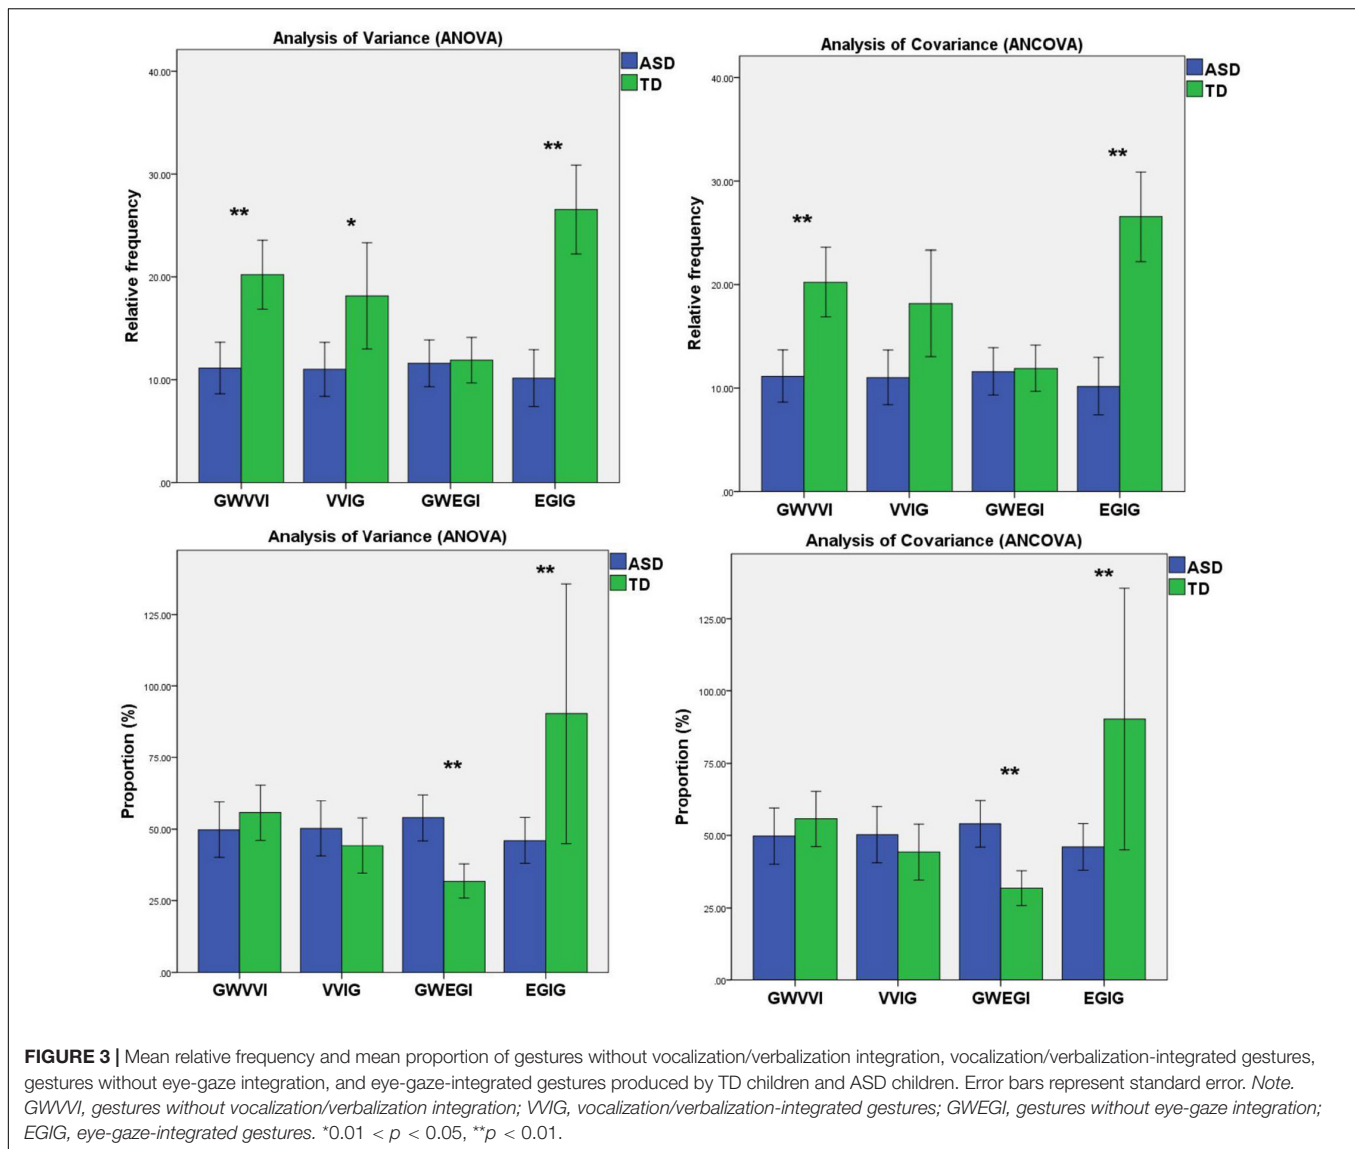 Analysis of Variance (ANOVA)
ASD
TD
40.00
30.00
20.00
10.00
.00
Relative frequency
**
*
**
GWVVI VVIG GWEGI EGIG
Analysis of Covariance (ANCOVA)
ASD
TD
40.00
30.00
20.00
10.00
.00
Relative frequency
**
**
GWVVI VVIG GWEGI EGIG
Analysis of Variance (ANOVA)
ASD
TD
125.00
100.00
75.00
50.00
25.00
.00
Proportion (%)
**
**
GWVVI VVIG GWEGI EGIG
Analysis of Covariance (ANCOVA)
ASD
TD
125.00
100.00
75.00
50.00
25.00
.00
Proportion (%)
**
**
GWVVI VVIG GWEGI EGIG
FIGURE 3 | Mean relative frequency and mean proportion of gestures without vocalization/verbalization integration, vocalization/verbalization-integrated gestures,
gestures without eye-gaze integration, and eye-gaze-integrated gestures produced by TD children and ASD children. Error bars represent standard error. Note.
GWVVI, gestures without vocalization/verbalization integration; VVIG, vocalization/verbalization-integrated gestures; GWEGI, gestures without eye-gaze integration;
EGIG, eye-gaze-integrated gestures. *0.01 < p < 0.05, **p < 0.01.